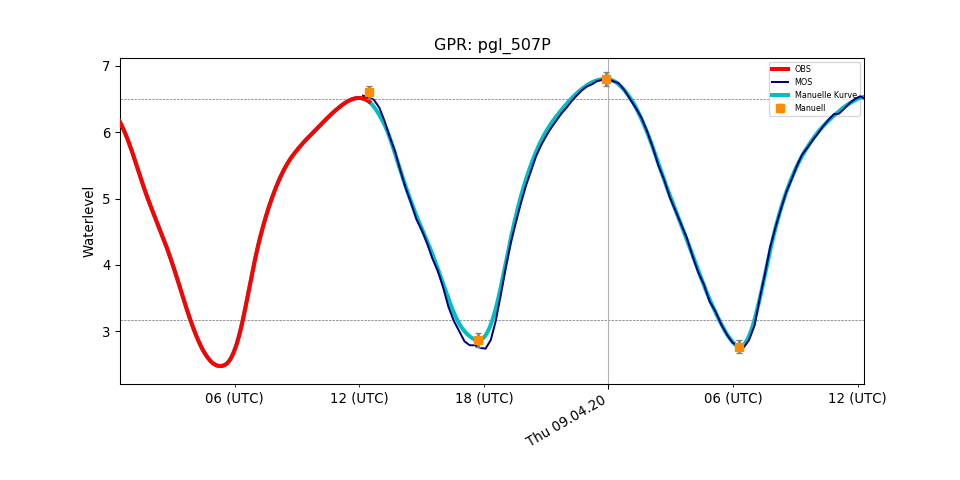 GPR: pgl_507P
OBS
MOS
Manuelle Kurve
Manuell
Waterlevel
7
6
5
4
3
06 (UTC)
12 (UTC)
18 (UTC)
Thu 09.04.20
06 (UTC)
12 (UTC)